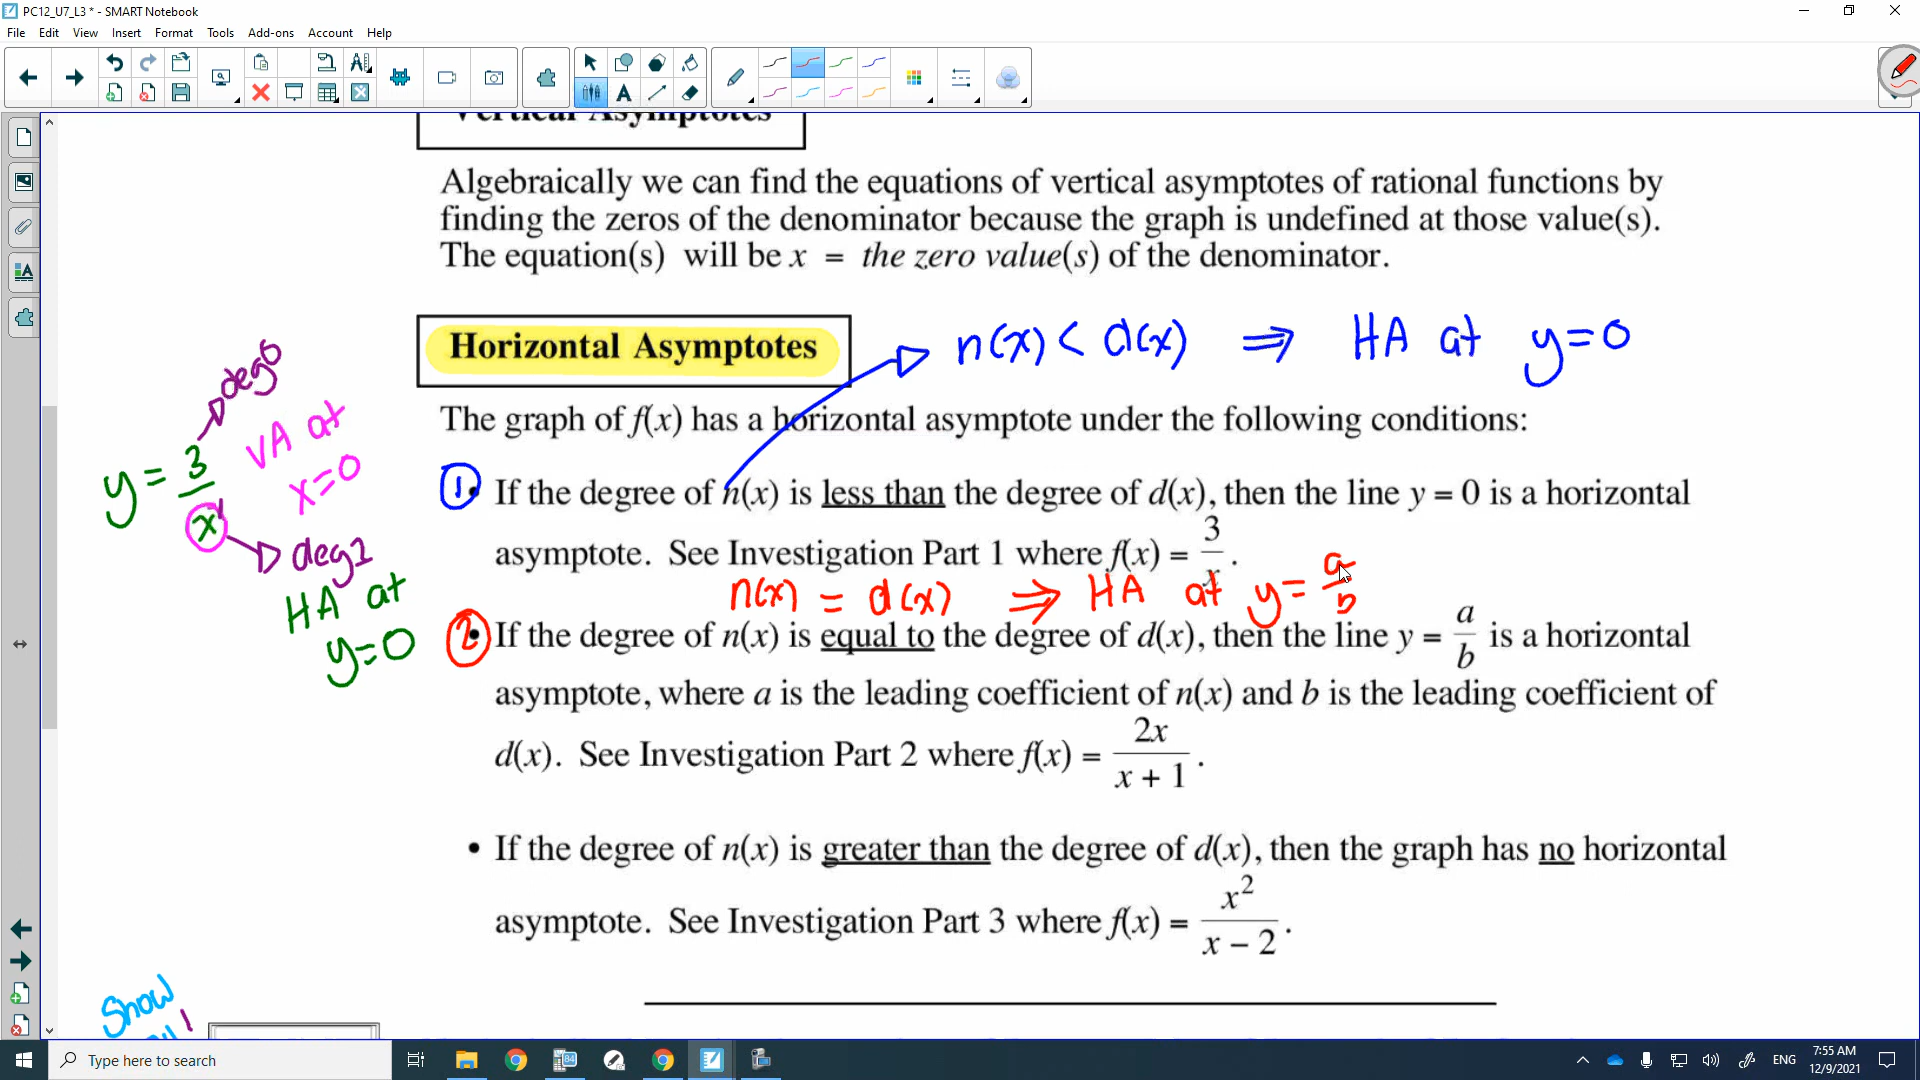 PC12_U7_L3 * - SMART Notebook
File Edit View Insert Format Tools Add-ons Account Help
Vertical Asymptotes
Algebraically we can find the equations of vertical asymptotes of rational functions by
finding the zeros of the denominator because the graph is undefined at those value(s).
The equation(s) will be x = the zero value(s) of the denominator.
Horizontal Asymptotes
n(x) < d(x) ⇒ HA at y=0
The graph of f(x) has a horizontal asymptote under the following conditions:
① • If the degree of n(x) is less than the degree of d(x), then the line y = 0 is a horizontal
asymptote. See Investigation Part 1 where f(x) = 3/x.
n(x) = d(x) ⇒ HA at y= a/b
② • If the degree of n(x) is equal to the degree of d(x), then the line y = a/b is a horizontal
asymptote, where a is the leading coefficient of n(x) and b is the leading coefficient of
d(x). See Investigation Part 2 where f(x) = 2x/(x + 1).
• If the degree of n(x) is greater than the degree of d(x), then the graph has no horizontal
asymptote. See Investigation Part 3 where f(x) = x²/(x – 2).
deg0
y = 3/x¹
VA at
x=0
deg1
HA at
y=0
Show
Type here to search
84
ENG
7:55 AM
12/9/2021